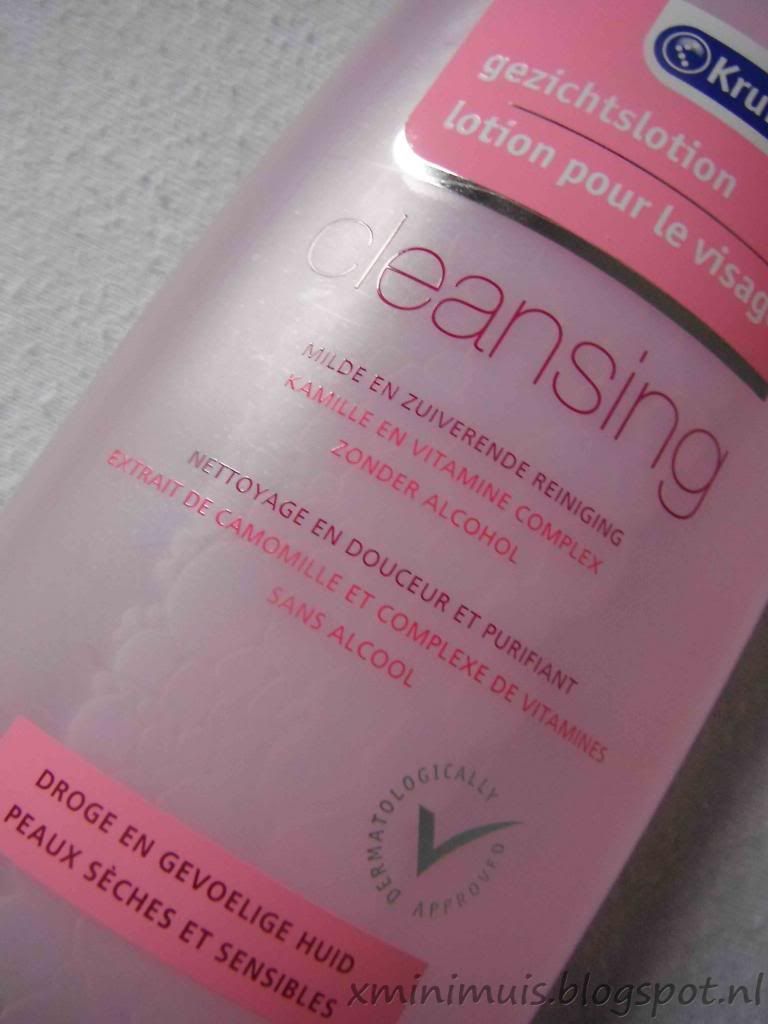 gezichtslotion
lotion pour le visage
cleansing
MILDE EN ZUIVERENDE REINIGING
KAMILLE EN VITAMINE COMPLEX
ZONDER ALCOHOL
NETTOYAGE EN DOUCEUR ET PURIFIANT
EXTRAIT DE CAMOMILLE ET COMPLEXE DE VITAMINES
SANS ALCOOL
DERMATOLOGICALLY
APPROVED
DROGE EN GEVOELIGE HUID
PEAUX SÈCHES ET SENSIBLES
xminimuis.blogspot.nl